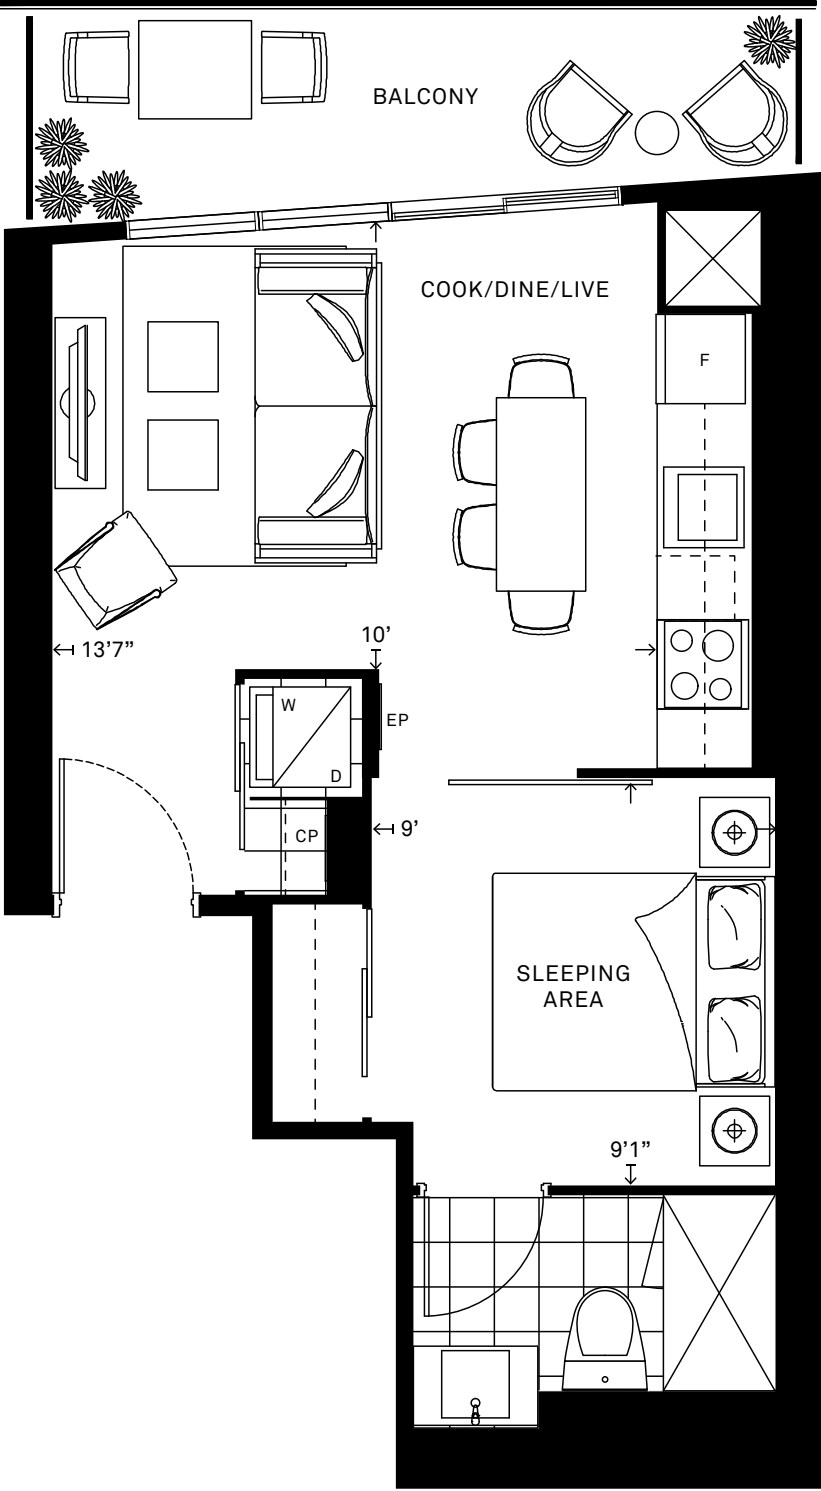 BALCONY
COOK/DINE/LIVE
F
13'7”
10'
W
D
EP
CP
9'
SLEEPING
AREA
9'1”